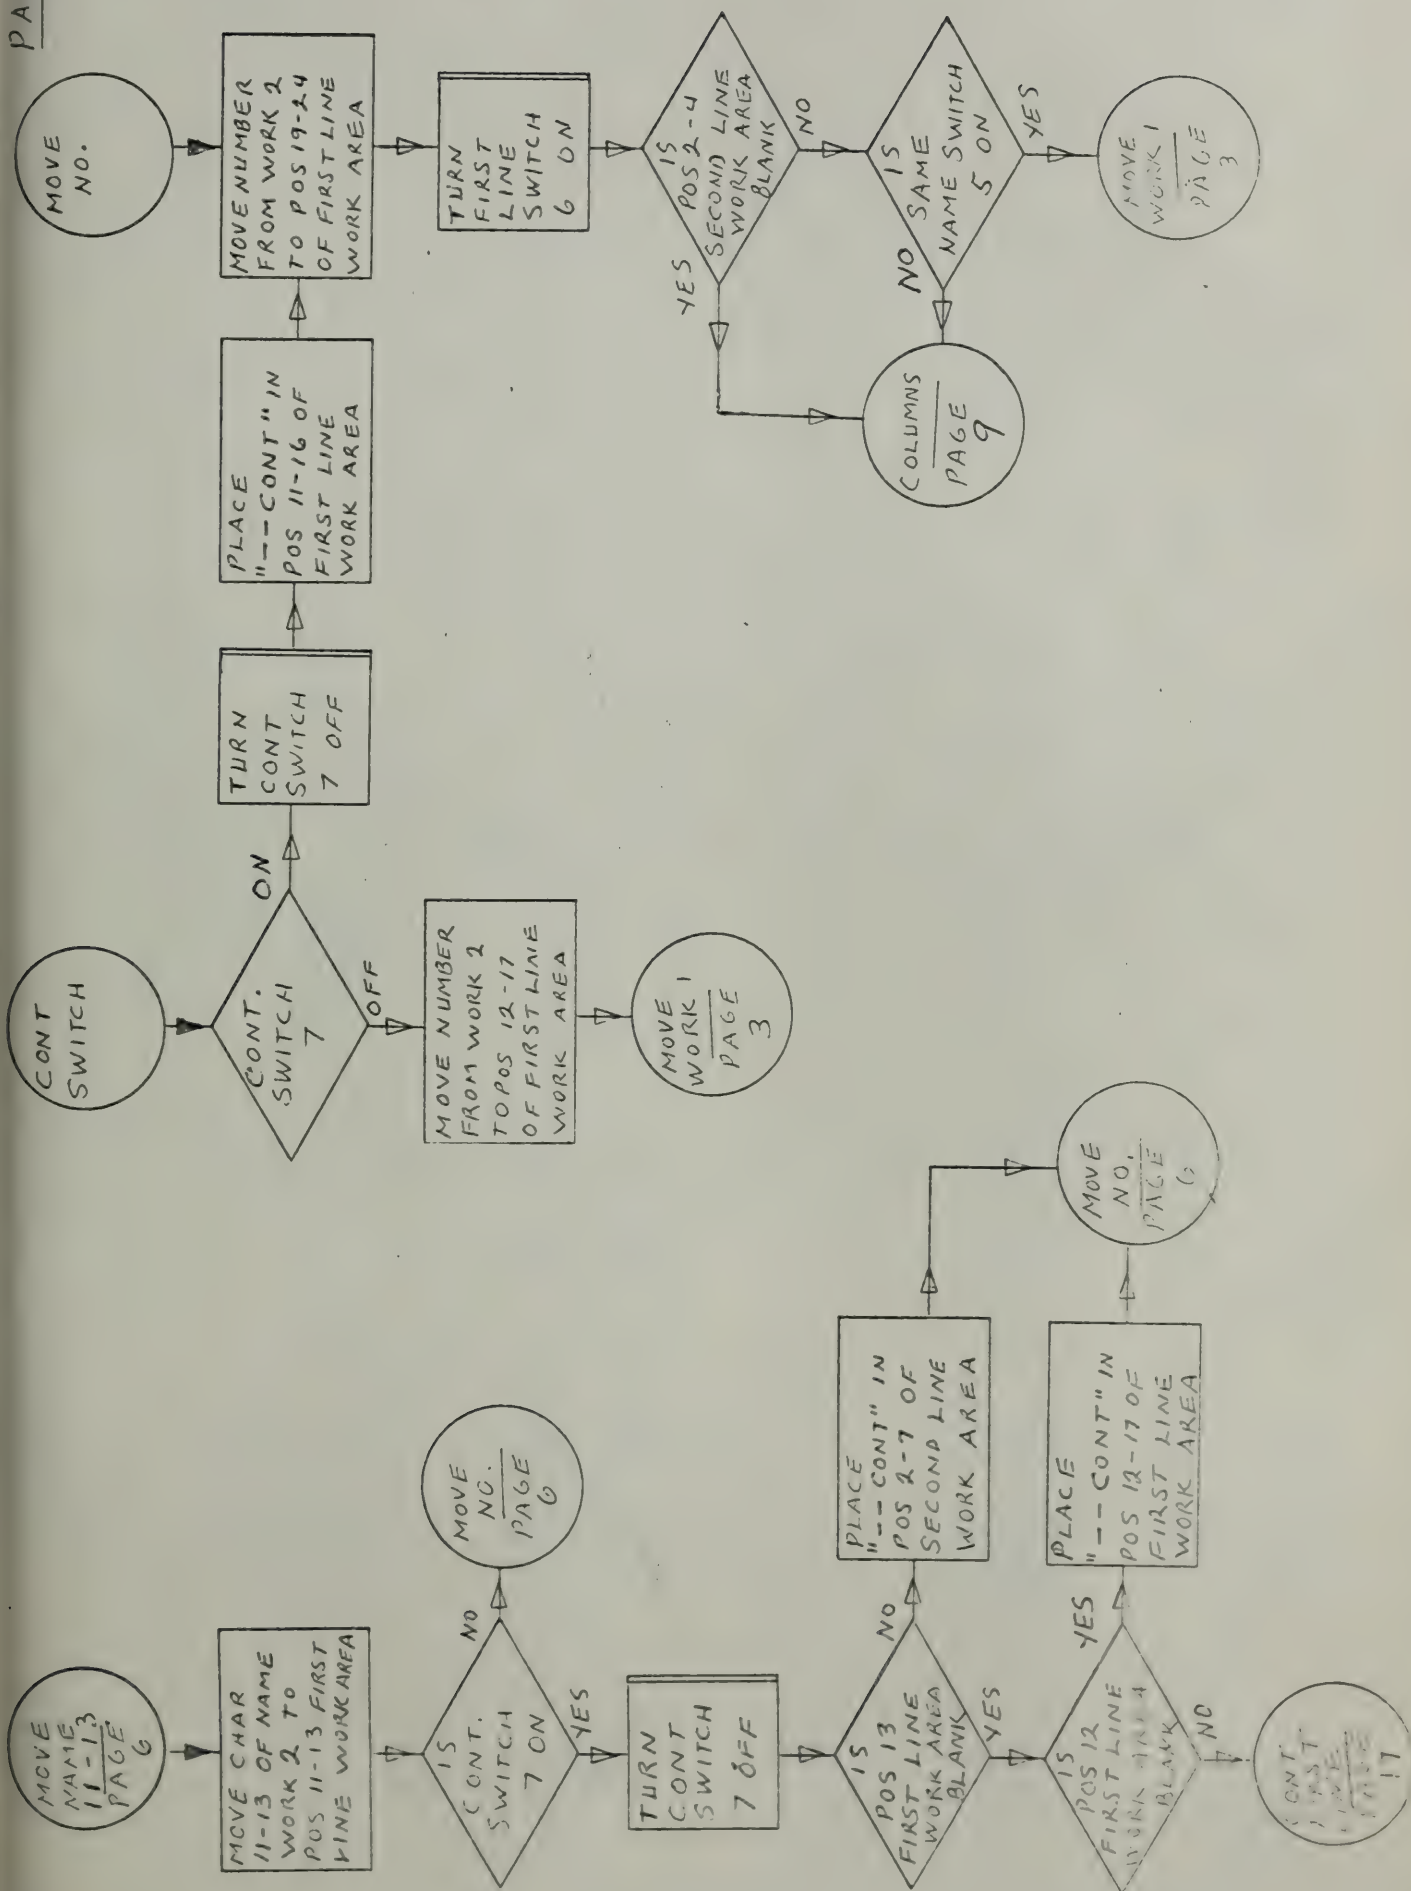 PA
MOVE
NAME
11-13
PAGE
6
MOVE CHAR
11-13 OF NAME
WORK 2 TO
POS 11-13 FIRST
LINE WORK AREA
IS
CONT.
SWITCH
7 ON
NO
MOVE
NO.
PAGE
6
YES
TURN
CONT
SWITCH
7 OFF
IS
POS 13
FIRST LINE
WORK AREA
BLANK
NO
PLACE
"---CONT" IN
POS 2-7 OF
SECOND LINE
WORK AREA
YES
IS
POS 12
FIRST LINE
WORK AREA
BLANK
YES
PLACE
"---CONT" IN
POS 12-17 OF
FIRST LINE
WORK AREA
MOVE
NO.
PAGE
6
NO
CONT
FIRST
LINE
PAGE
17
CONT
SWITCH
CONT.
SWITCH
7
ON
OFF
MOVE NUMBER
FROM WORK 2
TO POS 12-17
OF FIRST LINE
WORK AREA
MOVE
WORK 1
PAGE
3
TURN
CONT
SWITCH
7 OFF
PLACE
"---CONT" IN
POS 11-16 OF
FIRST LINE
WORK AREA
MOVE
NO.
MOVE NUMBER
FROM WORK 2
TO POS 19-24
OF FIRST LINE
WORK AREA
TURN
FIRST
LINE
SWITCH
6 ON
IS
POS 2-4
SECOND LINE
WORK AREA
BLANK
YES
NO
IS
SAME
NAME SWITCH
5 ON
NO
YES
COLUMNS
PAGE
9
MOVE
WORK 1
PAGE
3